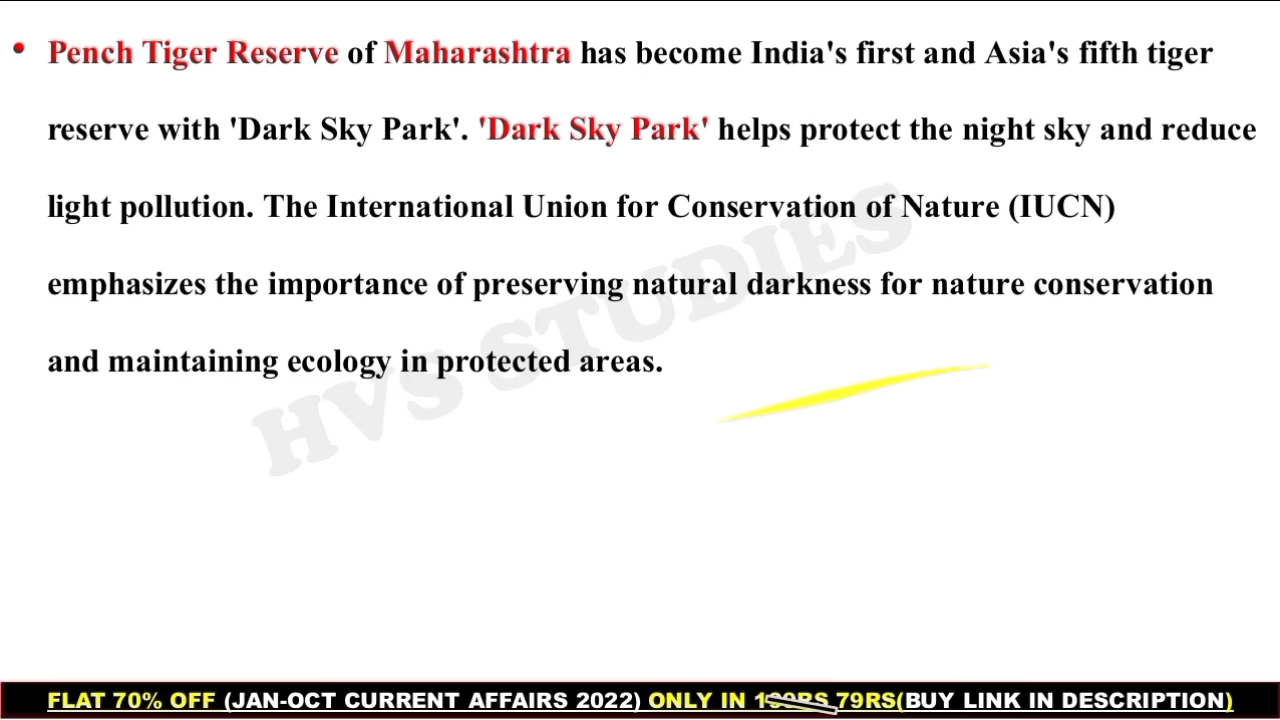 • Pench Tiger Reserve of Maharashtra has become India's first and Asia's fifth tiger
reserve with 'Dark Sky Park'. 'Dark Sky Park' helps protect the night sky and reduce
light pollution. The International Union for Conservation of Nature (IUCN)
emphasizes the importance of preserving natural darkness for nature conservation
and maintaining ecology in protected areas.
HVS STUDIES
FLAT 70% OFF (JAN-OCT CURRENT AFFAIRS 2022) ONLY IN 79RS(BUY LINK IN DESCRIPTION)